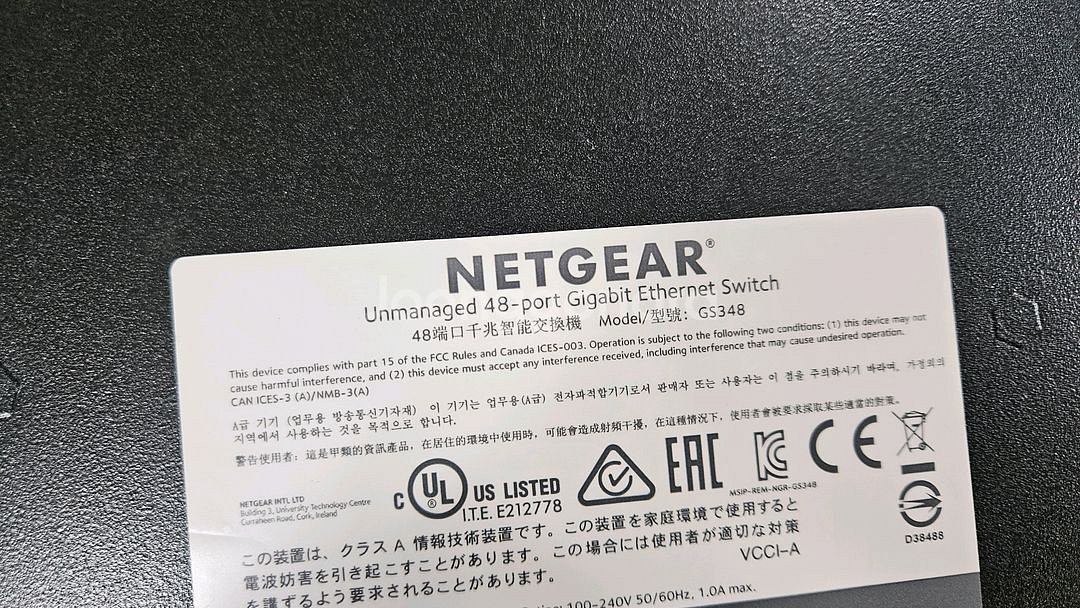 NETGEAR®
Unmanaged 48-port Gigabit Ethernet Switch
48端口千兆智能交換機 Model/型號: GS348
This device complies with part 15 of the FCC Rules and Canada ICES-003. Operation is subject to the following two conditions: (1) this device may not
cause harmful interference, and (2) this device must accept any interference received, including interference that may cause undesired operation.
CAN ICES-3 (A)/NMB-3(A)
A급 기기 (업무용 방송통신기자재) 이 기기는 업무용(A급) 전자파적합기기로서 판매자 또는 사용자는 이 점을 주의하시기 바라며, 가정외의
지역에서 사용하는 것을 목적으로 합니다.
警告使用者: 這是甲類的資訊產品, 在居住的環境中使用時, 可能會造成射頻干擾, 在這種情況下, 使用者會被要求採取某些適當的對策。
NETGEAR INTL LTD
Building 3, University Technology Centre
Curraheen Road, Cork, Ireland
C UL US LISTED
I.T.E. E212778
EAC
MSIP-REM-NGR-GS348
CE
D38488
この装置は、クラス A 情報技術装置です。この装置を家庭環境で使用すると
電波妨害を引き起こすことがあります。この場合には使用者が適切な対策
を講ずるよう要求されることがあります。
VCCI-A
100-240V 50/60Hz, 1.0A max.